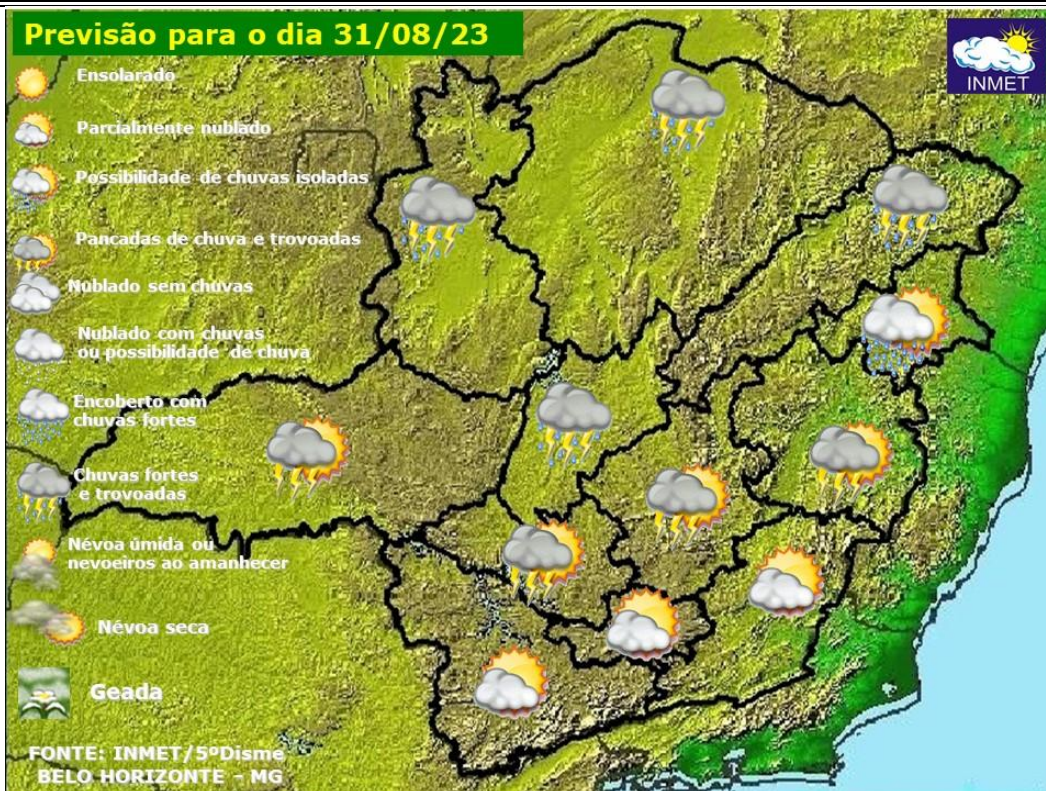 Previsão para o dia 31/08/23
INMET
Ensolarado
Parcialmente nublado
Possibilidade de chuvas isoladas
Pancadas de chuva e trovoadas
Nublado sem chuvas
Nublado com chuvas
ou possibilidade de chuva
Encoberto com
chuvas fortes
Chuvas fortes
e trovoadas
Névoa úmida ou
nevoeiros ao amanhecer
Névoa seca
Geada
FONTE: INMET/5ºDisme
BELO HORIZONTE - MG